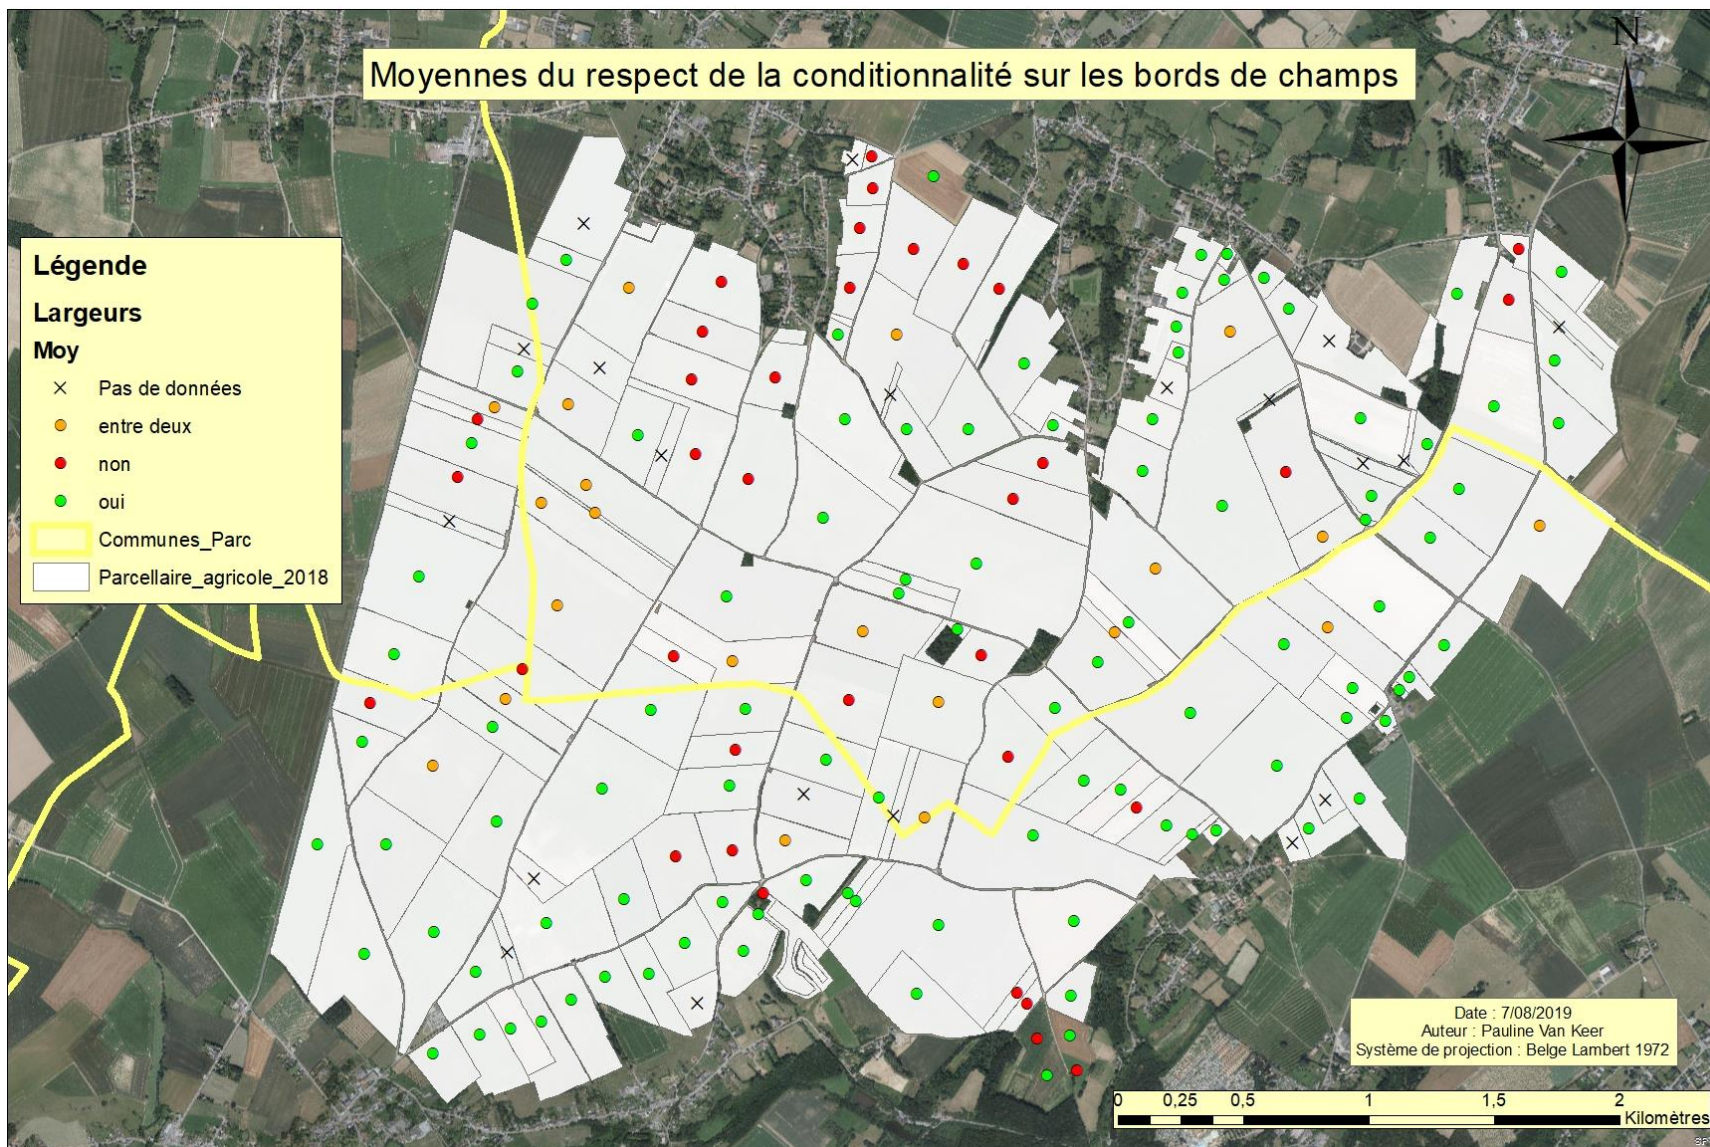 Moyennes du respect de la conditionnalité sur les bords de champs
N
Légende
Largeurs
Moy
Pas de données
entre deux
non
oui
Communes_Parc
Parcellaire_agricole_2018
Date : 7/08/2019
Auteur : Pauline Van Keer
Système de projection : Belge Lambert 1972
0 0,25 0,5 1 1,5 2
Kilomètres